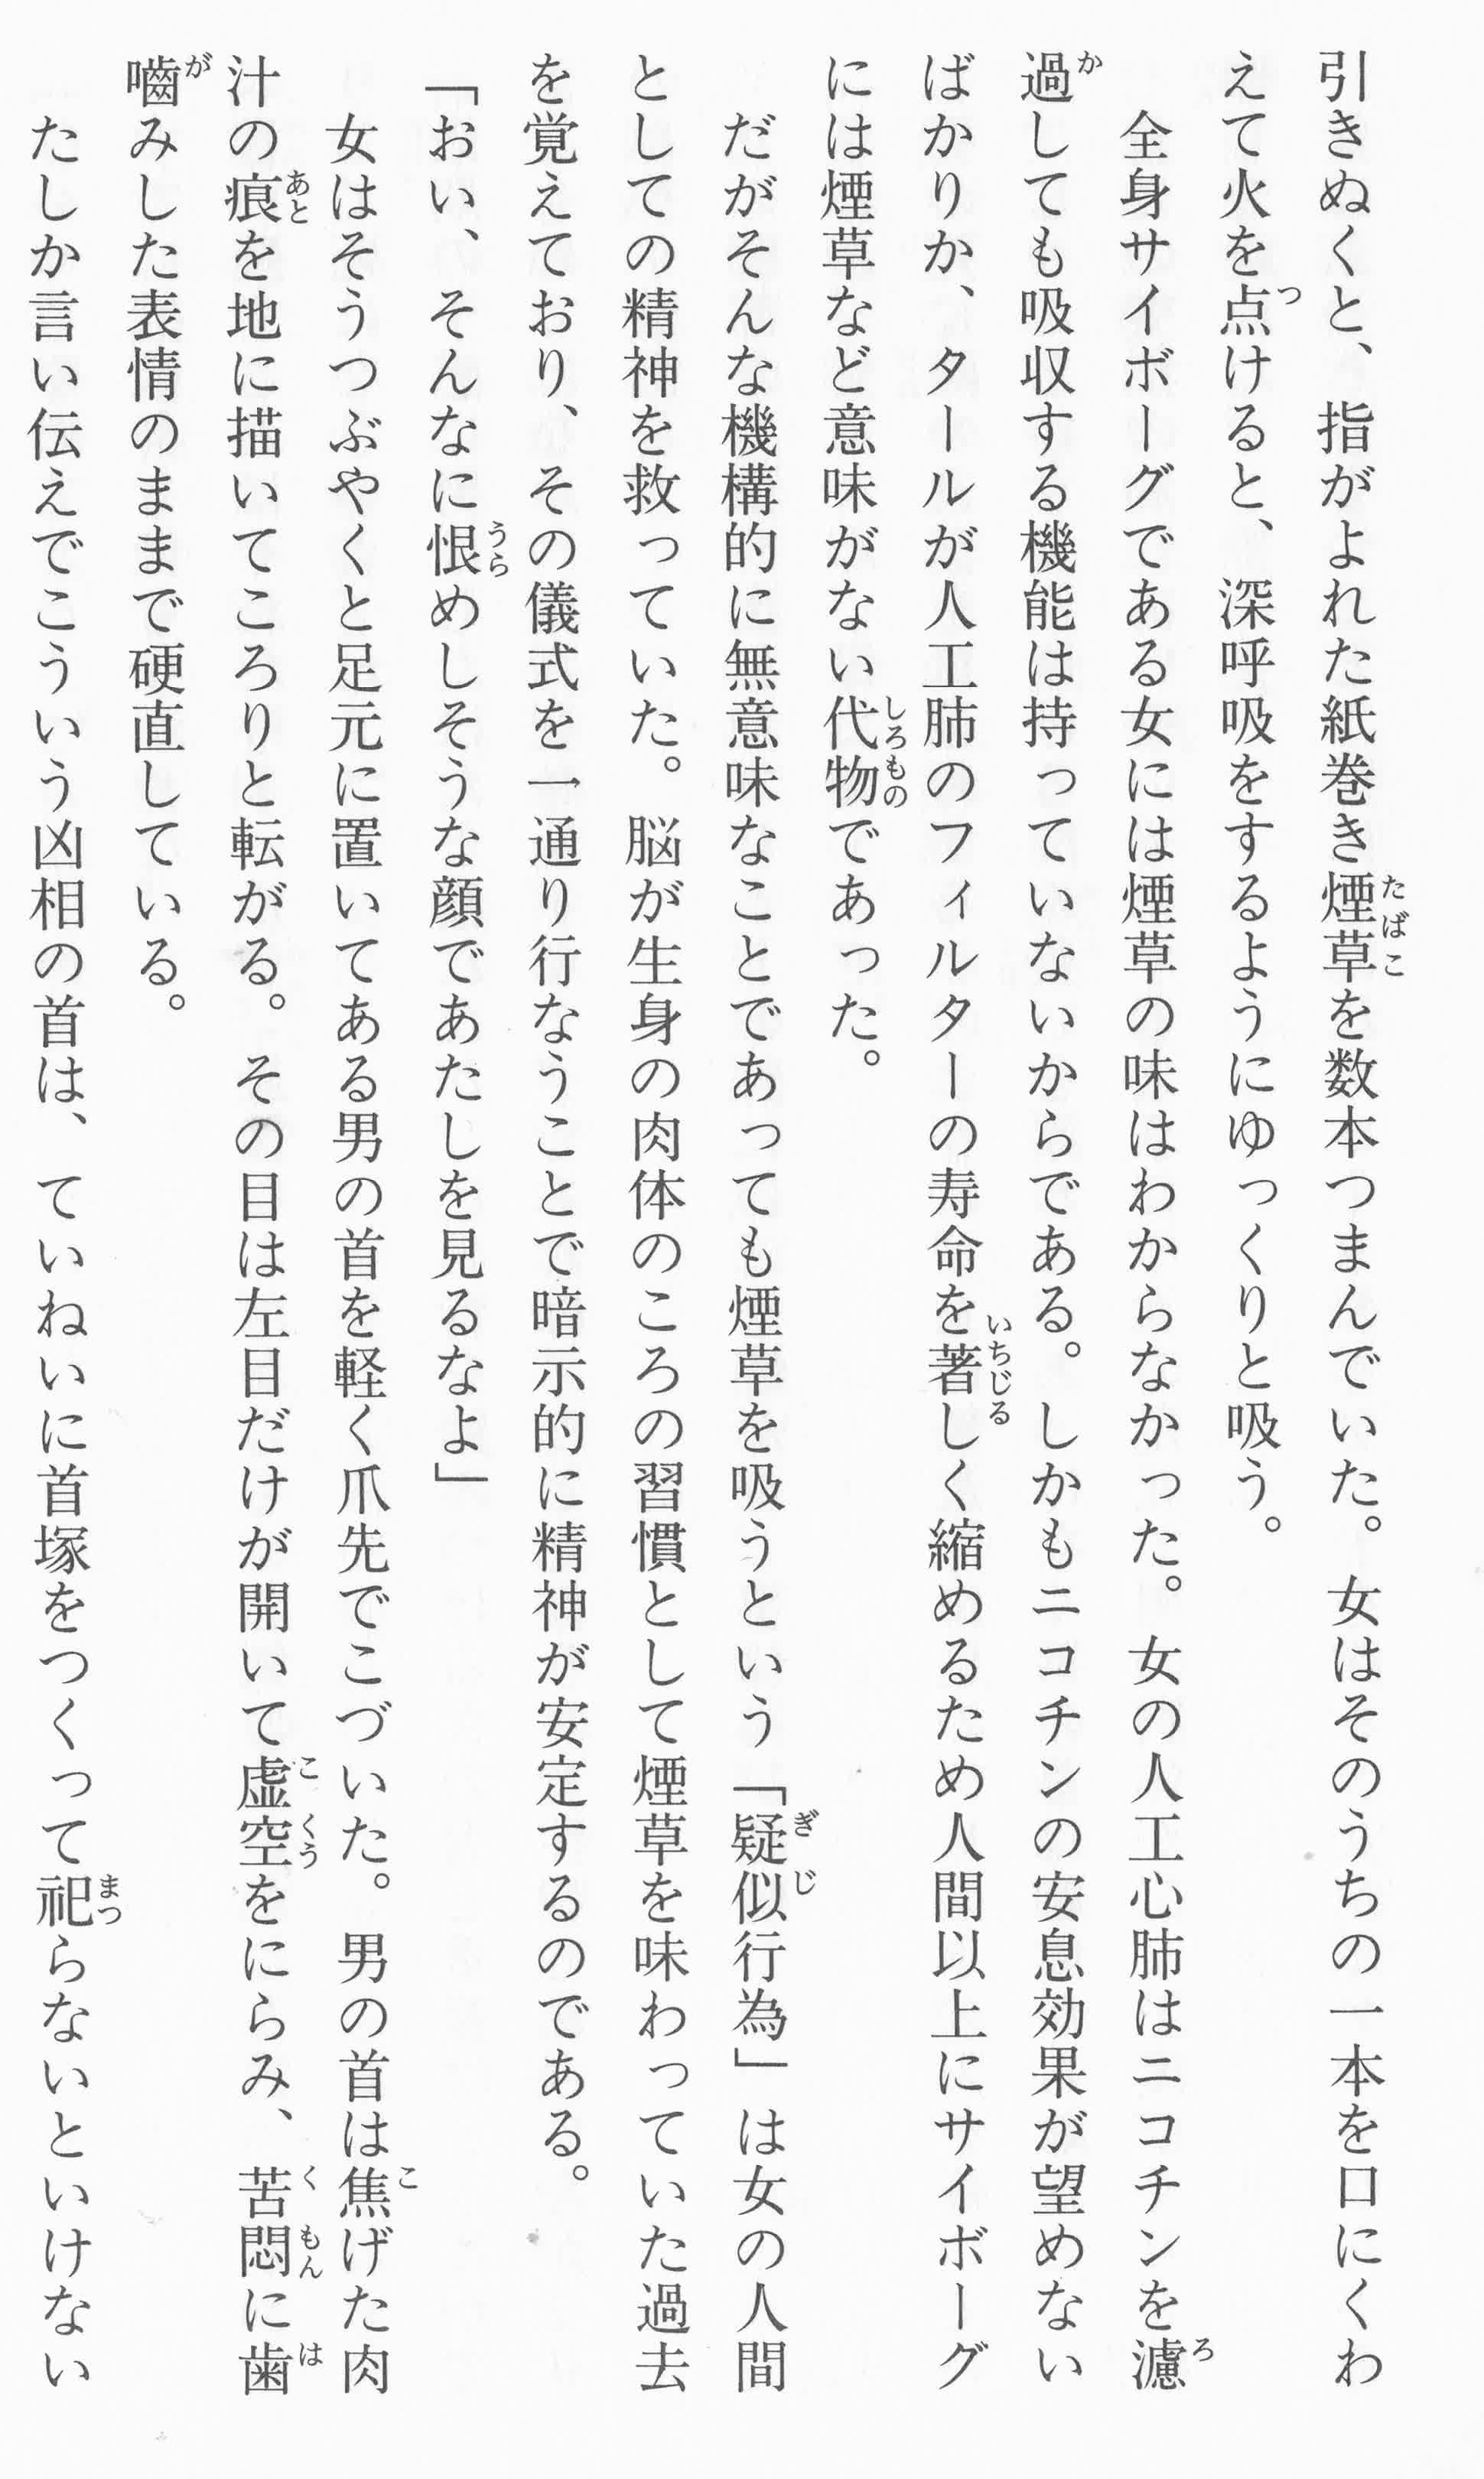 引きぬくと、指がよれた紙巻き煙草を数本つまんでいた。女はそのうちの一本を口にくわ
えて火を点けると、深呼吸をするようにゆっくりと吸う。
全身サイボーグである女には煙草の味はわからなかった。女の人工心肺はニコチンを濾
過しても吸収する機能は持っていないからである。しかもニコチンの安息効果が望めない
ばかりか、タールが人工肺のフィルターの寿命を著しく縮めるため人間以上にサイボーグ
には煙草など意味がない代物であった。
だがそんな機構的に無意味なことであっても煙草を吸うという「疑似行為」は女の人間
としての精神を救っていた。脳が生身の肉体のころの習慣として煙草を味わっていた過去
を覚えており、その儀式を一通り行なうことで暗示的に精神が安定するのである。
「おい、そんなに恨めしそうな顔であたしを見るなよ」
女はそうつぶやくと足元に置いてある男の首を軽く爪先でこづいた。男の首は焦げた肉
汁の痕を地に描いてころりと転がる。その目は左目だけが開いて虚空をにらみ、苦悶に歯
嚙みした表情のままで硬直している。
たしか言い伝えでこういう凶相の首は、ていねいに首塚をつくって祀らないといけない